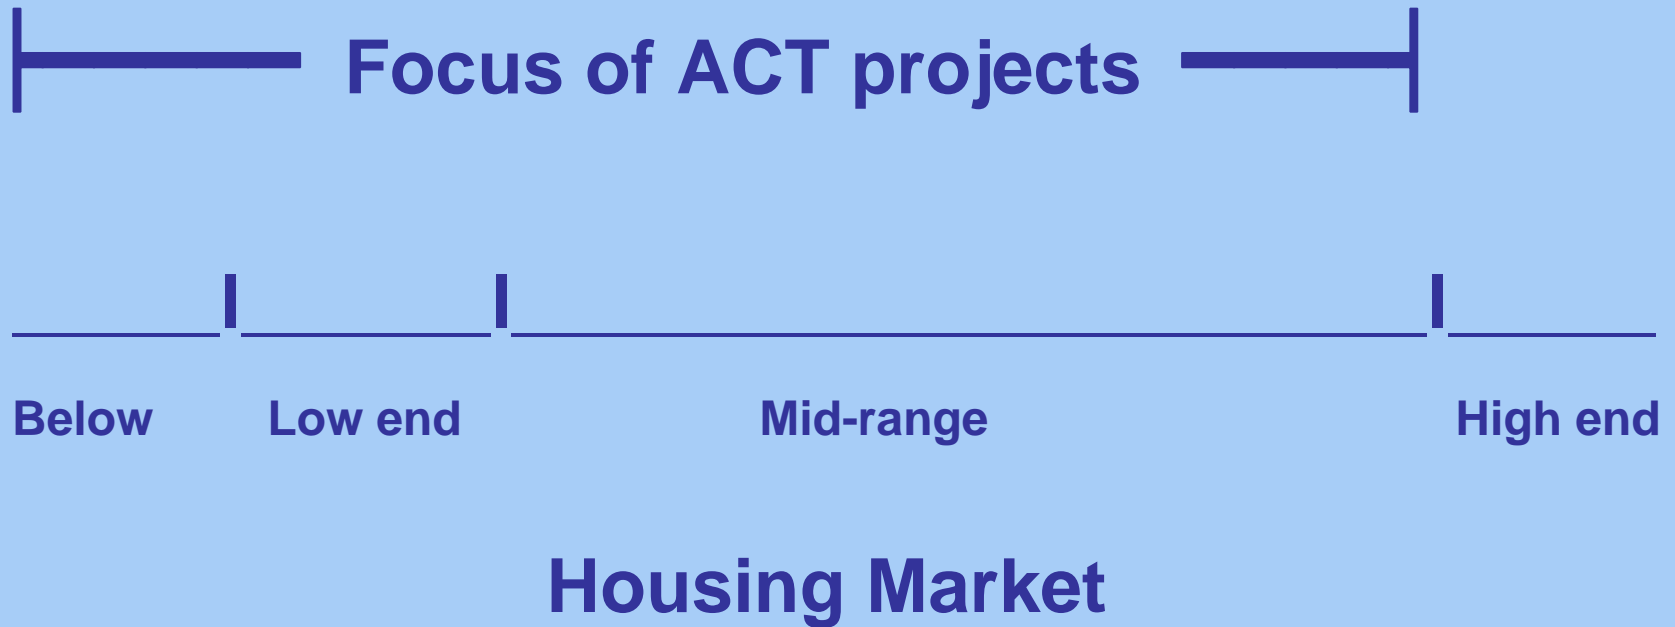 Focus of ACT projects
Below Low end Mid-range High end
Housing Market